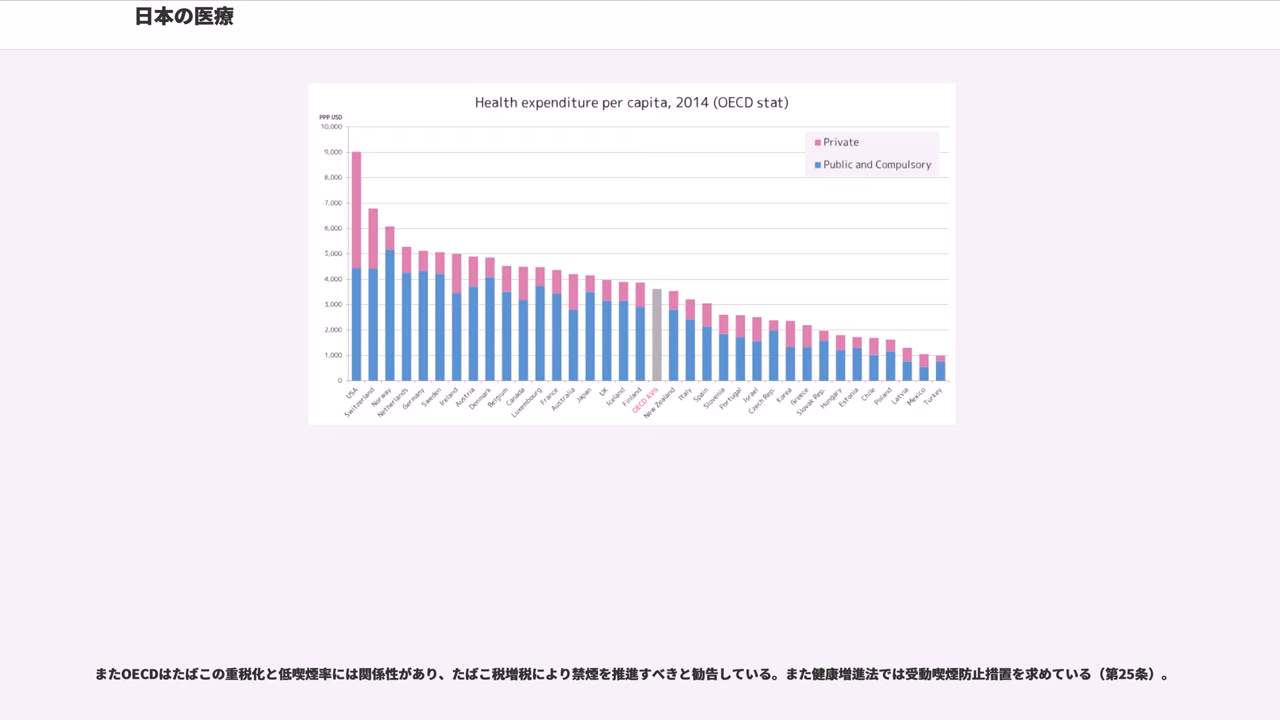 日本の医療
Health expenditure per capita, 2014 (OECD stat)
PPP USD
10,000
9,000
8,000
7,000
6,000
5,000
4,000
3,000
2,000
1,000
0
Private
Public and Compulsory
USA
Switzerland
Norway
Netherlands
Germany
Sweden
Ireland
Austria
Denmark
Belgium
Canada
Luxembourg
France
Australia
Japan
UK
Iceland
Finland
OECD AVG
New Zealand
Italy
Spain
Slovenia
Portugal
Israel
Czech Rep.
Korea
Greece
Slovak Rep.
Hungary
Estonia
Chile
Poland
Latvia
Mexico
Turkey
またOECDはたばこの重税化と低喫煙率には関係性があり、たばこ税増税により禁煙を推進すべきと勧告している。また健康増進法では受動喫煙防止措置を求めている（第25条）。